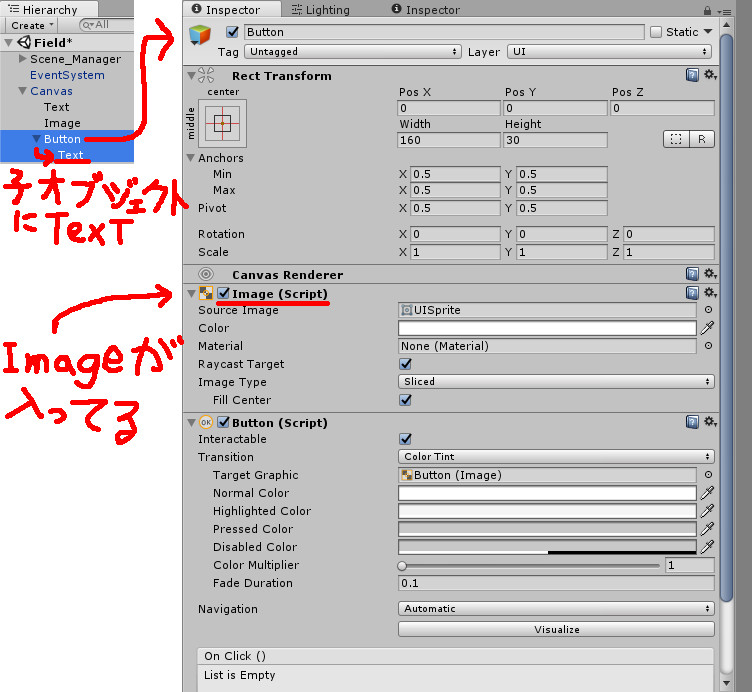 Hierarchy
Create
All
Field*
Scene_Manager
EventSystem
Canvas
Text
Image
Button
Text
子オブジェクト
にTexT
Imageが
入ってる
Inspector
Lighting
Inspector
Button
Static
Tag Untagged Layer UI
Rect Transform
center
middle
Pos X Pos Y Pos Z
0 0 0
Width Height
160 30
R
Anchors
Min X 0.5 Y 0.5
Max X 0.5 Y 0.5
Pivot X 0.5 Y 0.5
Rotation X 0 Y 0 Z 0
Scale X 1 Y 1 Z 1
Canvas Renderer
Image (Script)
Source Image UISprite
Color
Material None (Material)
Raycast Target
Image Type Sliced
Fill Center
OK Button (Script)
Interactable
Transition Color Tint
Target Graphic Button (Image)
Normal Color
Highlighted Color
Pressed Color
Disabled Color
Color Multiplier 1
Fade Duration 0.1
Navigation Automatic
Visualize
On Click ()
List is Empty